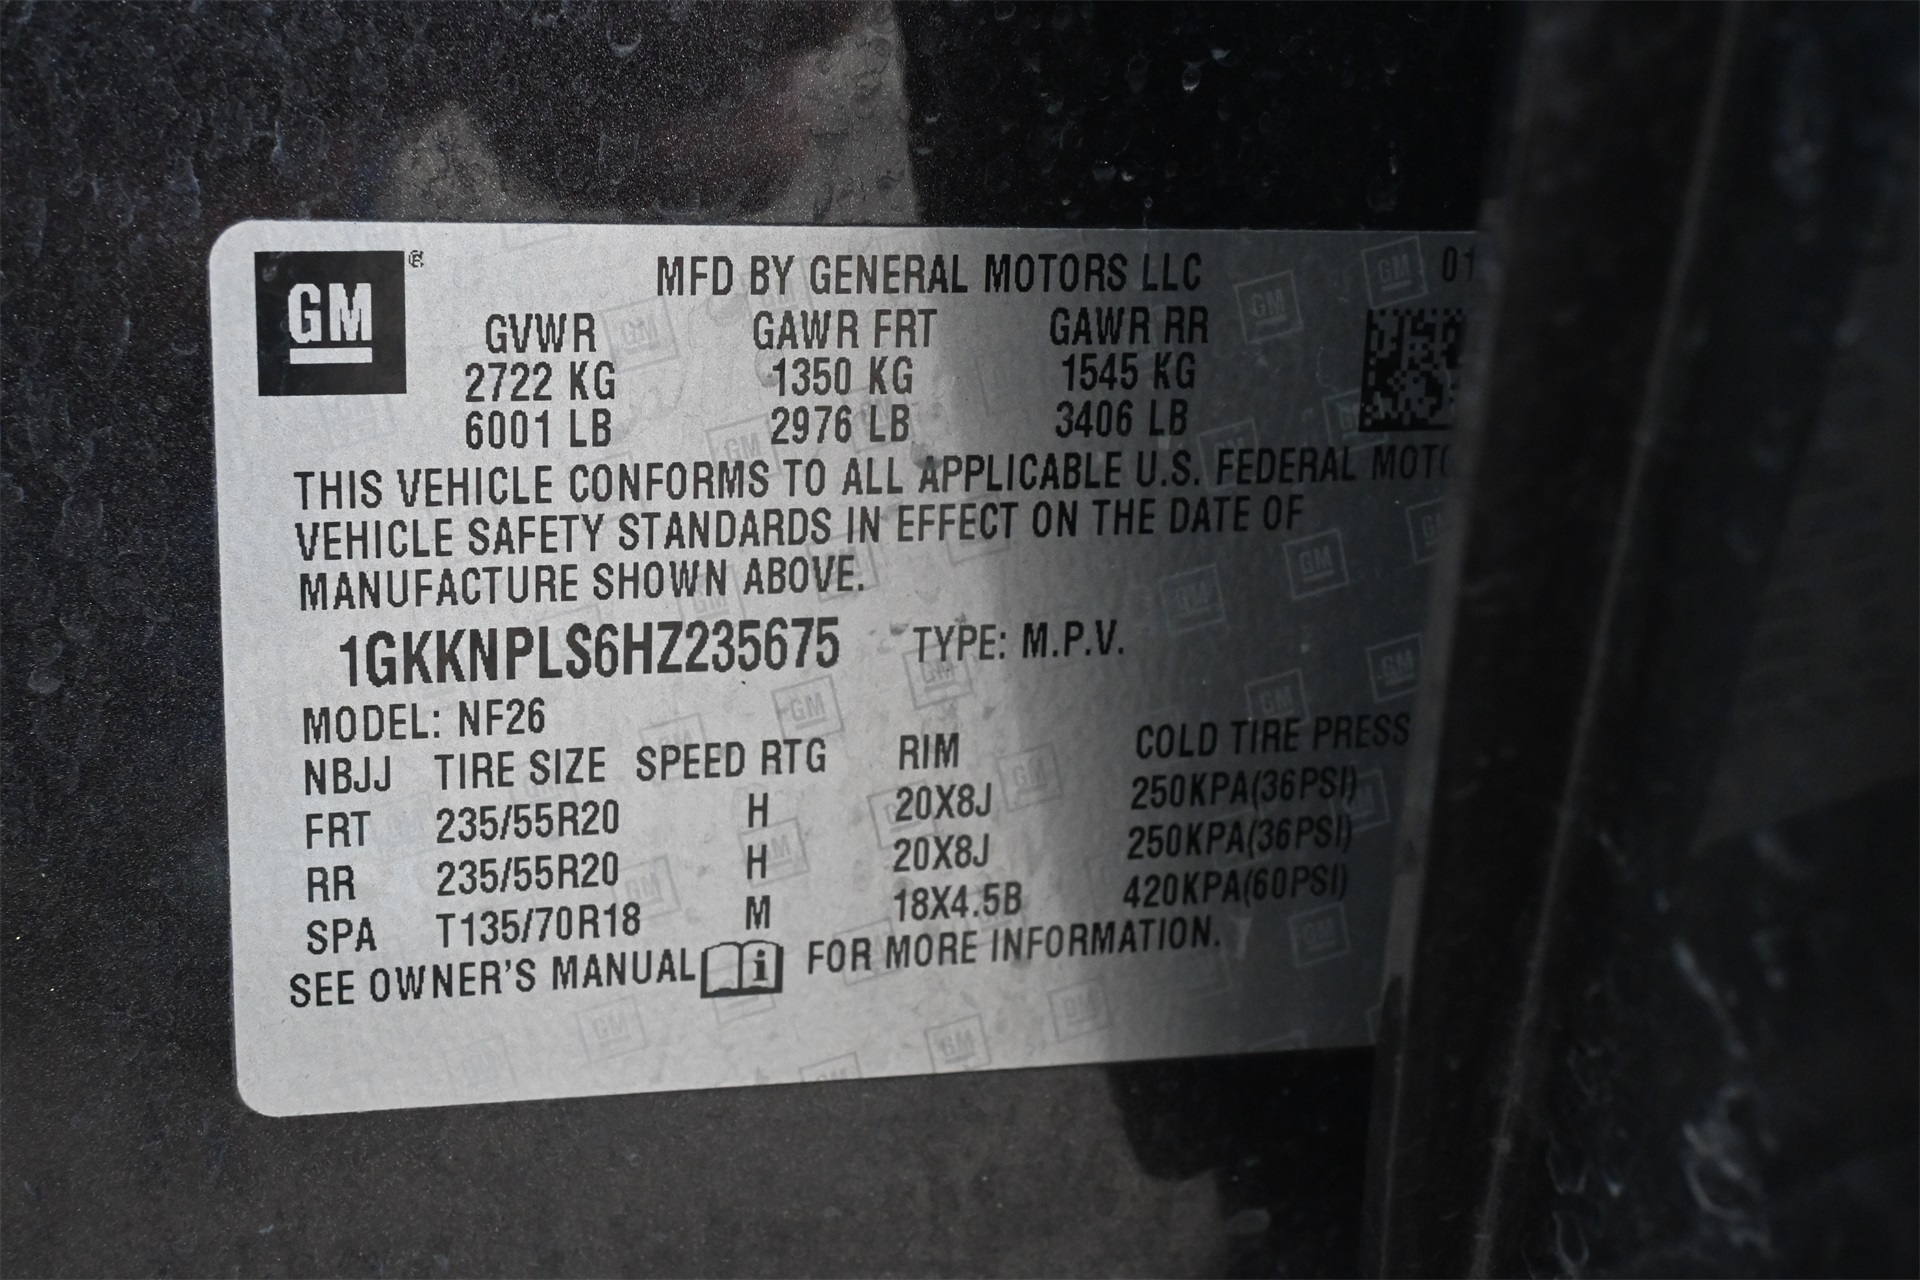 GM ® MFD BY GENERAL MOTORS LLC 01
GVWR GAWR FRT GAWR RR
2722 KG 1350 KG 1545 KG
6001 LB 2976 LB 3406 LB
THIS VEHICLE CONFORMS TO ALL APPLICABLE U.S. FEDERAL
VEHICLE SAFETY STANDARDS IN EFFECT ON THE DATE OF
MANUFACTURE SHOWN ABOVE.
1GKKNPLS6HZ235675 TYPE: M.P.V.
MODEL: NF26
NBJJ TIRE SIZE SPEED RTG RIM COLD TIRE PRESS
FRT 235/55R20 H 20X8J 250KPA(36PSI)
RR 235/55R20 H 20X8J 250KPA(36PSI)
SPA T135/70R18 M 18X4.5B 420KPA(60PSI)
SEE OWNER'S MANUAL i FOR MORE INFORMATION.